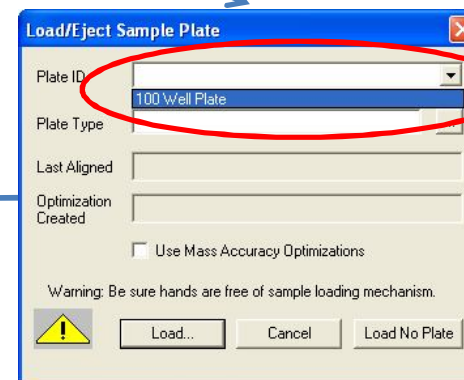 Load/Eject Sample Plate
Plate ID
100 Well Plate
Plate Type
Last Aligned
Optimization
Created
Use Mass Accuracy Optimizations
Warning: Be sure hands are free of sample loading mechanism.
Load... Cancel Load No Plate